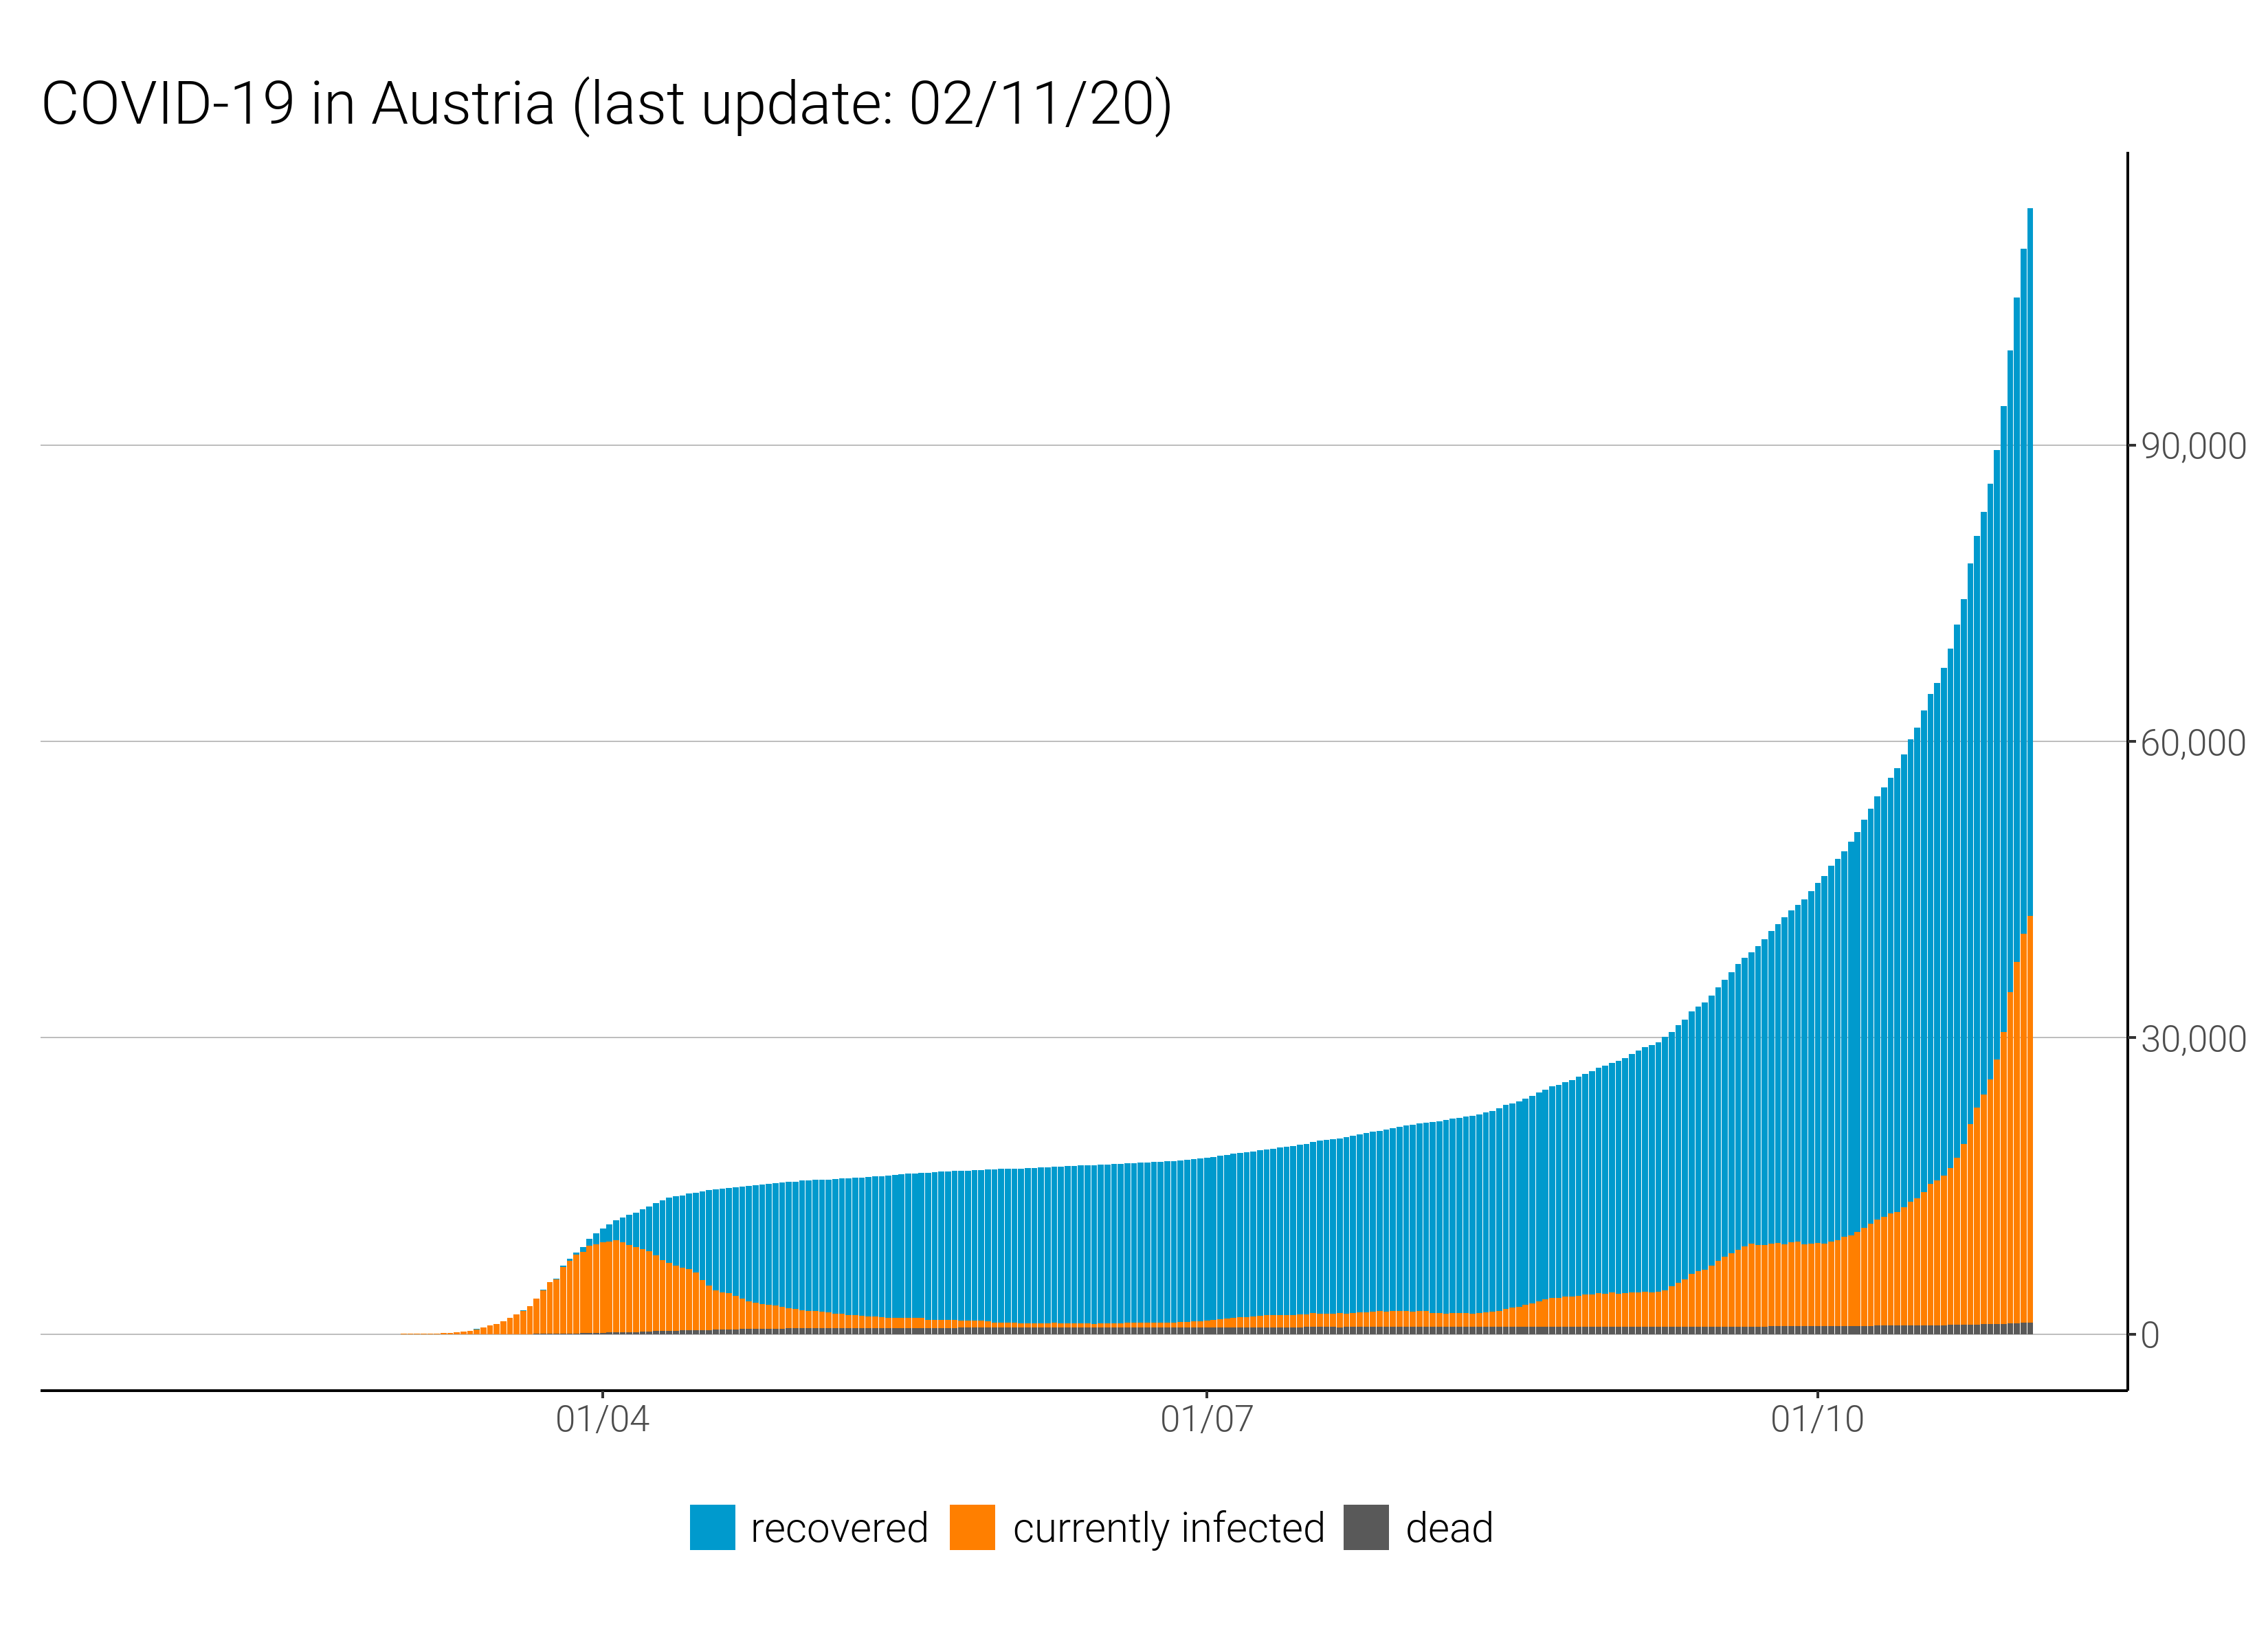 COVID-19 in Austria (last update: 02/11/20)
90,000
60,000
30,000
0
01/04 01/07 01/10
recovered currently infected dead